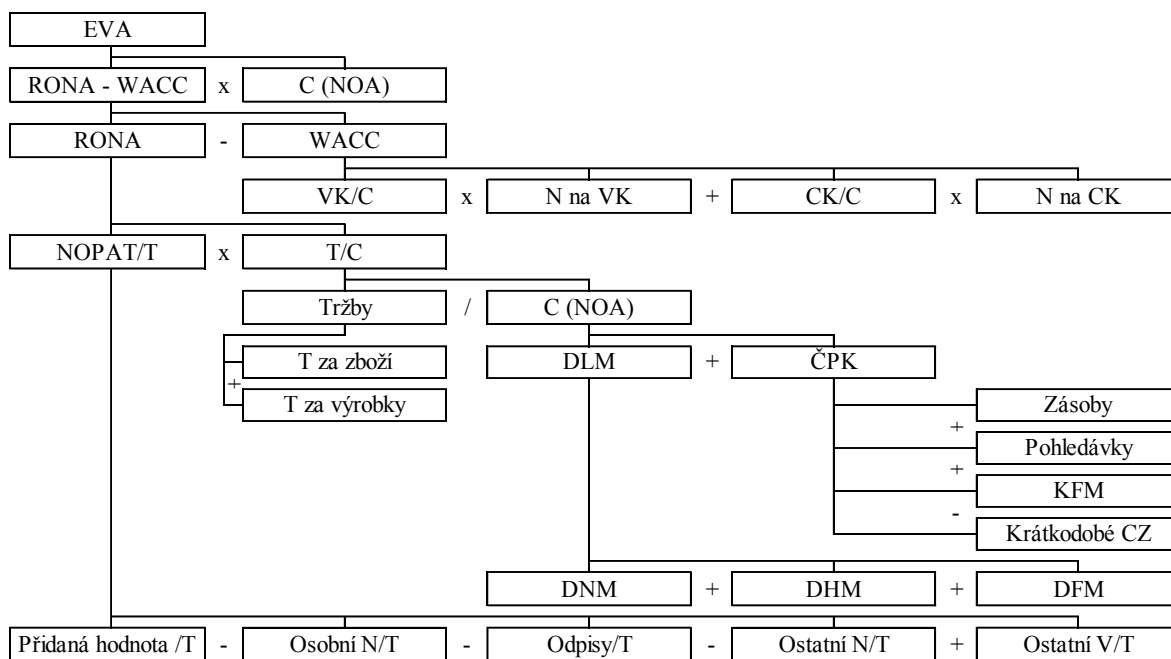 EVA
RONA - WACC x C (NOA)
RONA - WACC
VK/C x N na VK + CK/C x N na CK
NOPAT/T x T/C
Tržby / C (NOA)
T za zboží DLM + ČPK
+
T za výrobky Zásoby
+
Pohledávky
+
KFM
-
Krátkodobé CZ
DNM + DHM + DFM
Přidaná hodnota /T - Osobní N/T - Odpisy/T - Ostatní N/T + Ostatní V/T